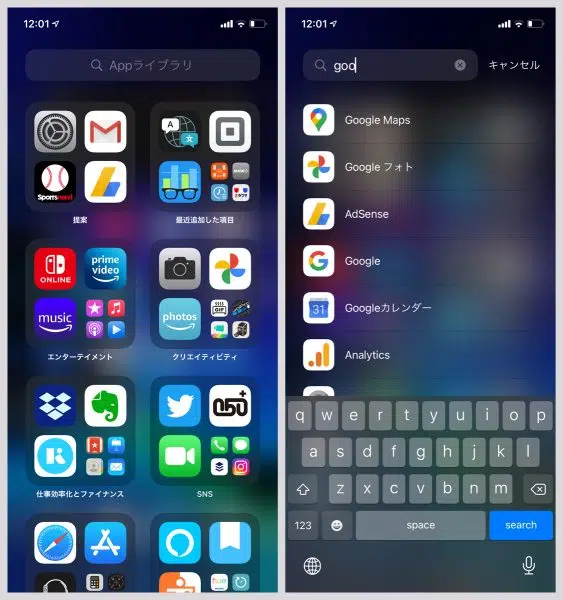 12:01
Appライブラリ
Sportsnavi
提案
最近追加した項目
ONLINE
prime video
music
photos
GIF
エンターテイメント
クリエイティビティ
050+
仕事効率化とファイナンス
SNS
hue
12:01
goo
キャンセル
Google Maps
Google フォト
AdSense
Google
31
Googleカレンダー
Analytics
q w e r t y u i o p
a s d f g h j k l
z x c v b n m
123
space
search